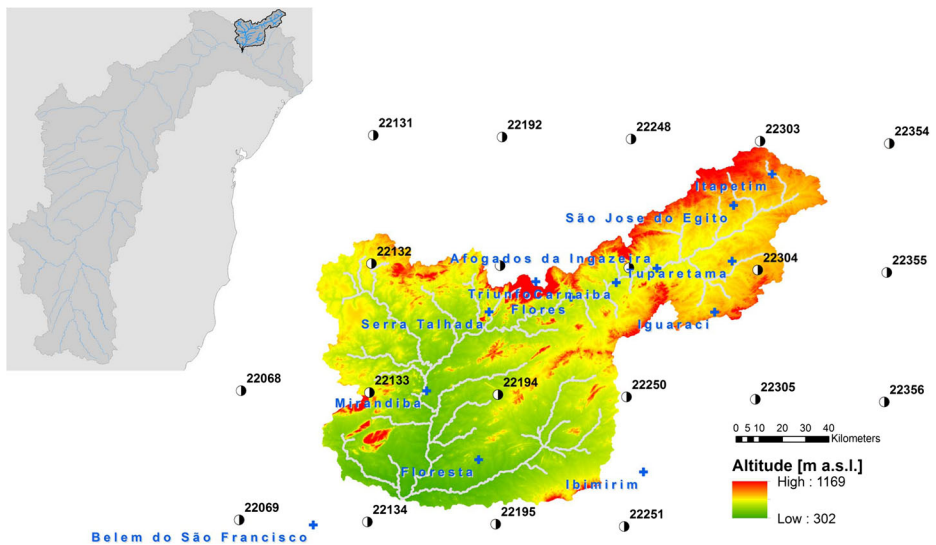 22131
22192
22248
22303
22354
Itapetim
São Jose do Egito
22132
Afogados da Ingazeira
Tuparetama
22304
22355
Triunfo
Carnaiba
Flores
Serra Talhada
Iguaraci
22068
22133
22194
22250
22305
22356
Mirandiba
0 5 10 20 30 40
Kilometers
Floresta
Ibimirim
Altitude [m a.s.l.]
High : 1169
Low : 302
22069
22134
22195
22251
Belem do São Francisco